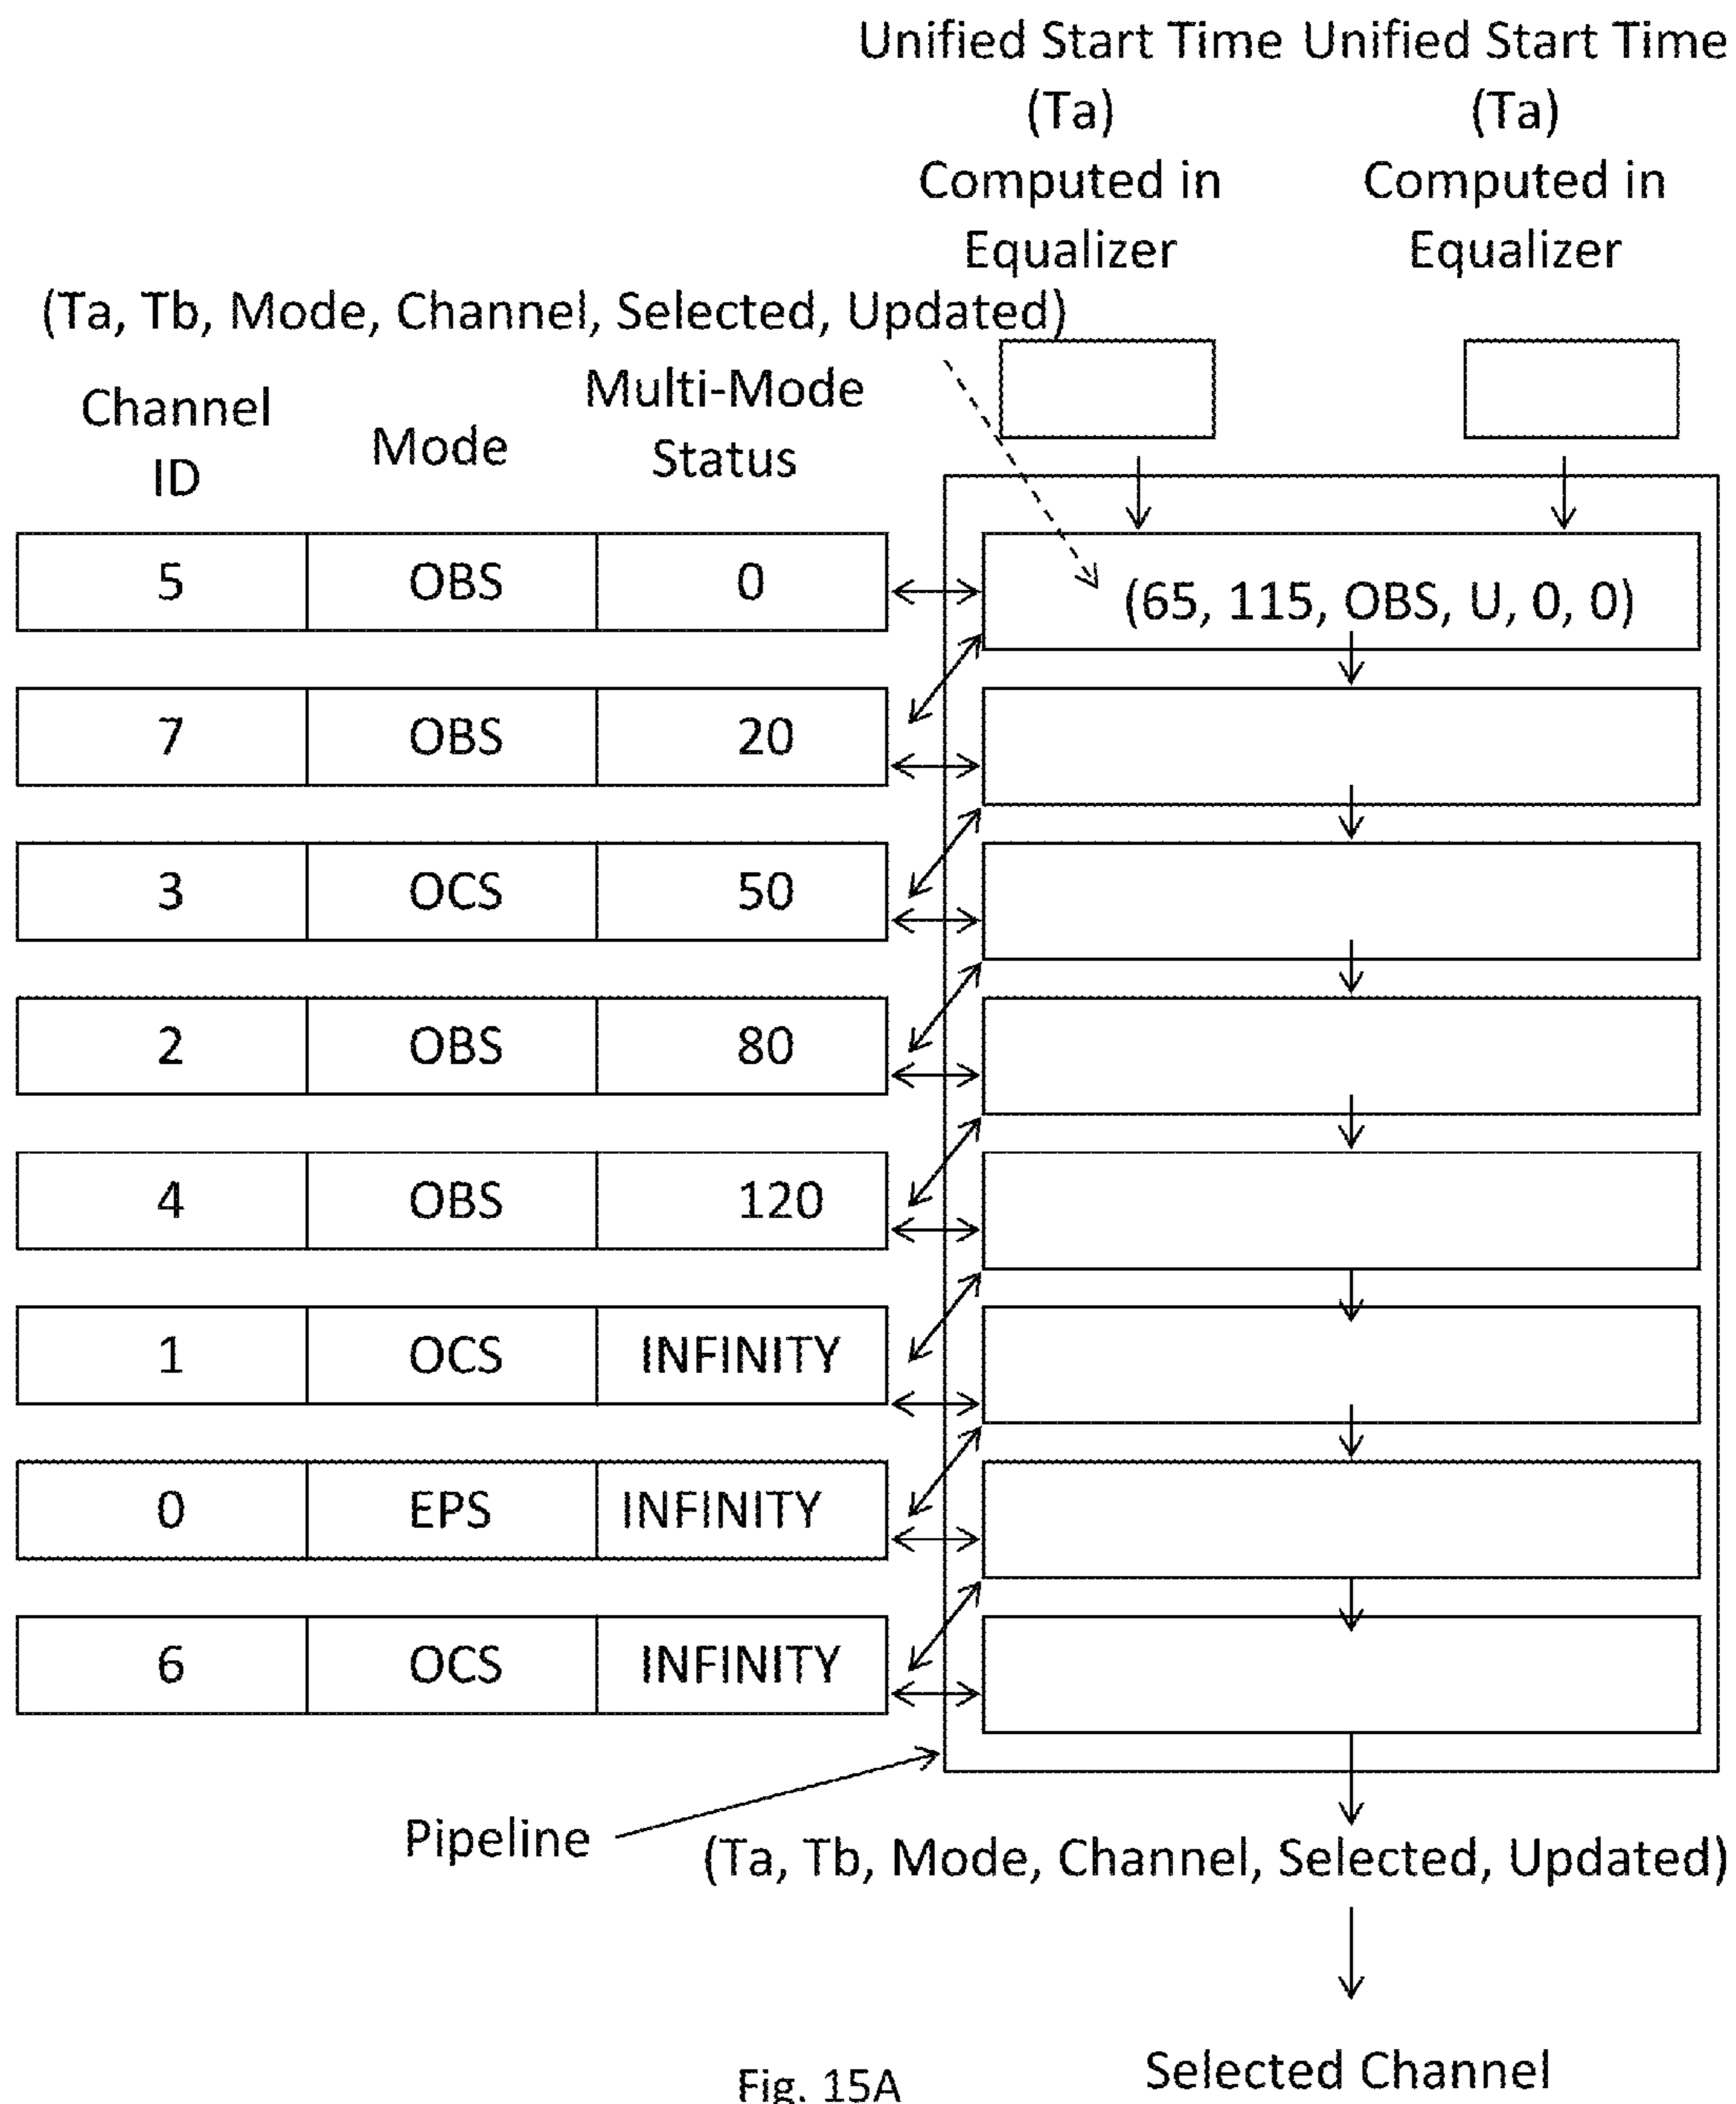 Unified Start Time Unified Start Time
(Ta) (Ta)
Computed in Computed in
Equalizer Equalizer
(Ta, Tb, Mode, Channel, Selected, Updated)
Channel
ID
Mode
Multi-Mode
Status
5 OBS 0
(65, 115, OBS, U, 0, 0)
7 OBS 20
3 OCS 50
2 OBS 80
4 OBS 120
1 OCS INFINITY
0 EPS INFINITY
6 OCS INFINITY
Pipeline
(Ta, Tb, Mode, Channel, Selected, Updated)
Selected Channel
Fig. 15A